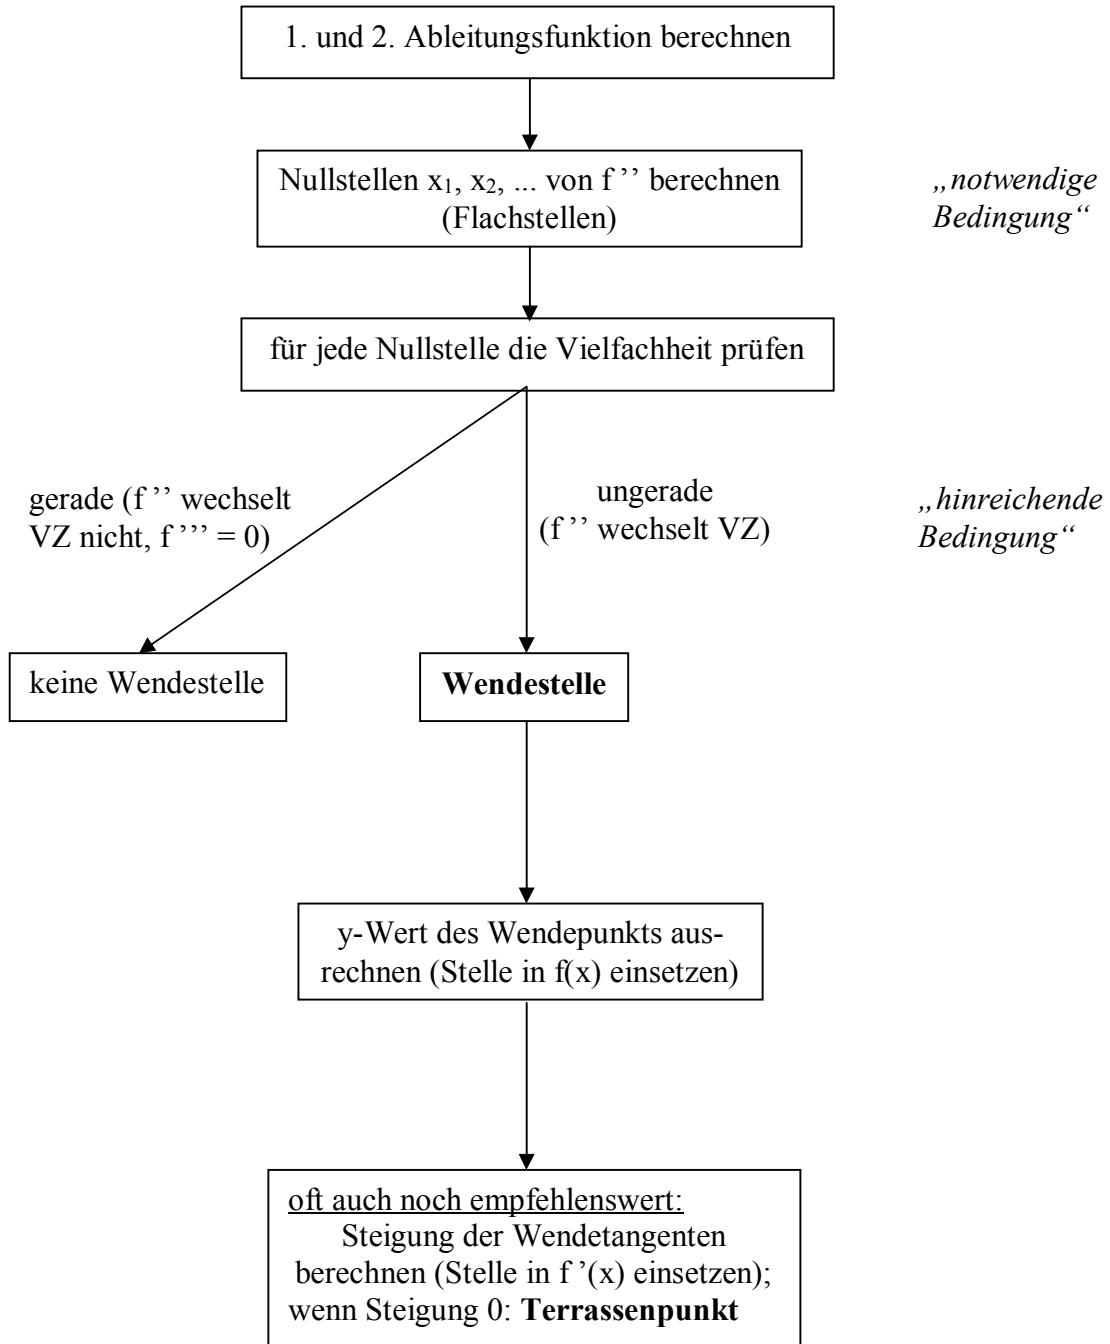 1. und 2. Ableitungsfunktion berechnen
Nullstellen x₁, x₂, ... von f ’’ berechnen
(Flachstellen)
„notwendige
Bedingung“
für jede Nullstelle die Vielfachheit prüfen
gerade (f ’’ wechselt
VZ nicht, f ’’’ = 0)
ungerade
(f ’’ wechselt VZ)
„hinreichende
Bedingung“
keine Wendestelle
Wendestelle
y-Wert des Wendepunkts aus-
rechnen (Stelle in f(x) einsetzen)
oft auch noch empfehlenswert:
Steigung der Wendetangenten
berechnen (Stelle in f ’(x) einsetzen);
wenn Steigung 0: Terrassenpunkt